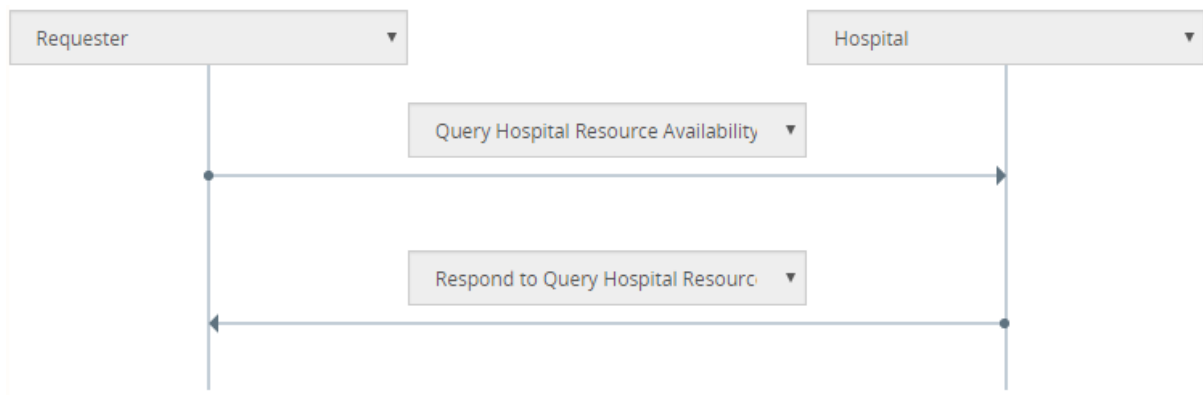 Requester
Hospital
Query Hospital Resource Availability
Respond to Query Hospital Resourc